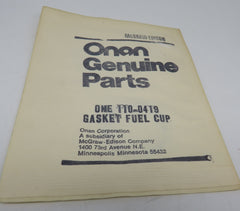 McGRAW-EDISON
Onan
Genuine
Parts
ONE 110-0419
GASKET FUEL CUP
Onan Corporation
A subsidiary of
McGraw-Edison Company
1400 73rd Avenue N.E.
Minneapolis Minnesota 55432